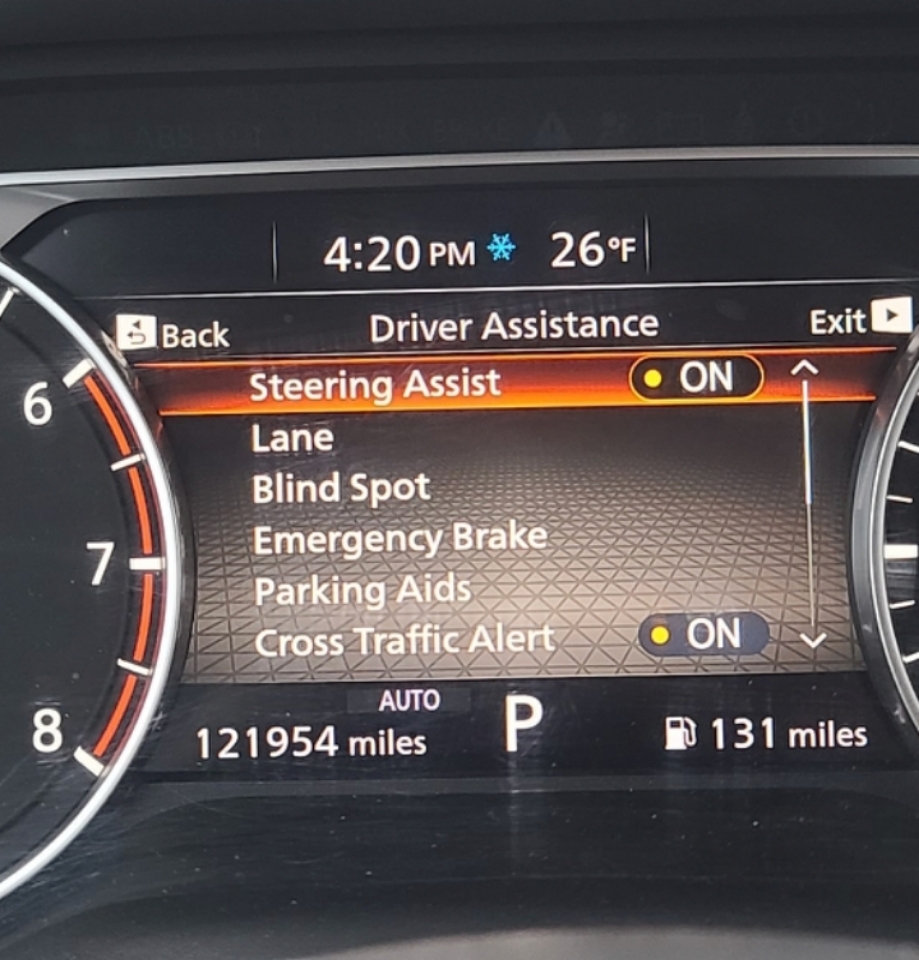 4:20 PM 26°F
Back Driver Assistance Exit
Steering Assist ON
Lane
Blind Spot
Emergency Brake
Parking Aids
Cross Traffic Alert ON
AUTO
121954 miles P 131 miles
6
7
8